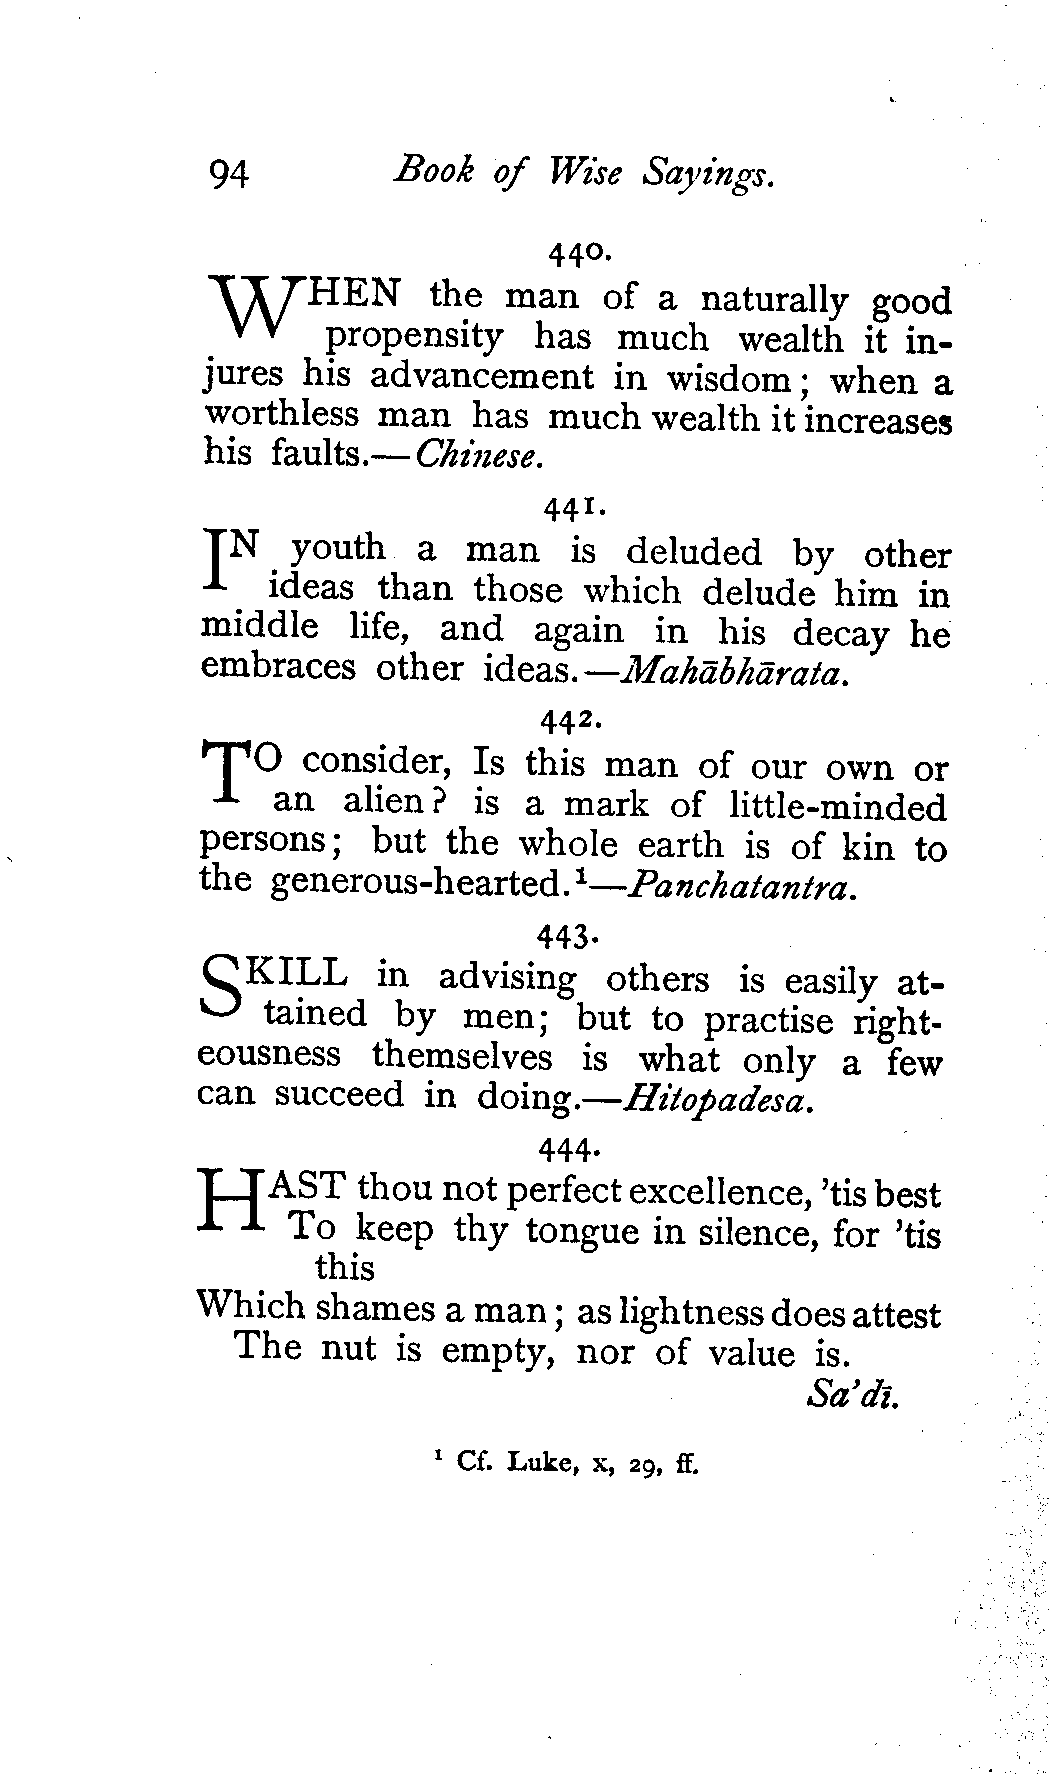 94 Book of Wise Sayings.
440.
WHEN the man of a naturally good
propensity has much wealth it in-
jures his advancement in wisdom; when a
worthless man has much wealth it increases
his faults.—Chinese.
441.
IN youth a man is deluded by other
ideas than those which delude him in
middle life, and again in his decay he
embraces other ideas.—Mahābhārata.
442.
TO consider, Is this man of our own or
an alien? is a mark of little-minded
persons; but the whole earth is of kin to
the generous-hearted.¹—Panchatantra.
443.
SKILL in advising others is easily at-
tained by men; but to practise right-
eousness themselves is what only a few
can succeed in doing.—Hitopadesa.
444.
HAST thou not perfect excellence, ’tis best
To keep thy tongue in silence, for ’tis
this
Which shames a man; as lightness does attest
The nut is empty, nor of value is.
Sa’dī.
¹ Cf. Luke, x, 29, ff.